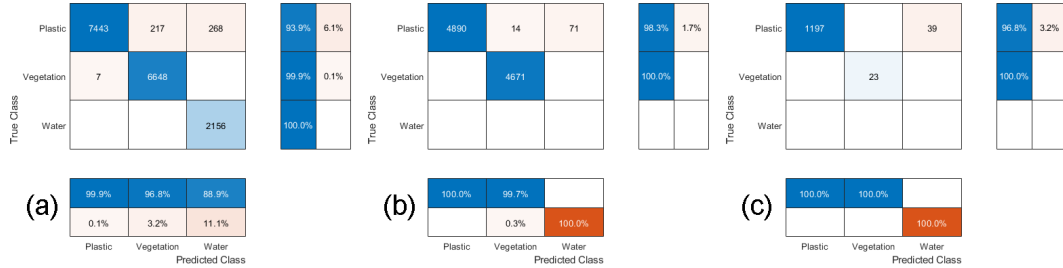 Plastic 7443 217 268 93.9% 6.1%
Vegetation 7 6648 99.9% 0.1%
Water 2156 100.0%
True Class
99.9% 96.8% 88.9%
0.1% 3.2% 11.1%
Plastic Vegetation Water
Predicted Class
(a)
Plastic 4890 14 71 98.3% 1.7%
Vegetation 4671 100.0%
Water
True Class
100.0% 99.7%
0.3% 100.0%
Plastic Vegetation Water
Predicted Class
(b)
Plastic 1197 39 96.8% 3.2%
Vegetation 23 100.0%
Water
True Class
100.0% 100.0%
100.0%
Plastic Vegetation Water
Predicted Class
(c)